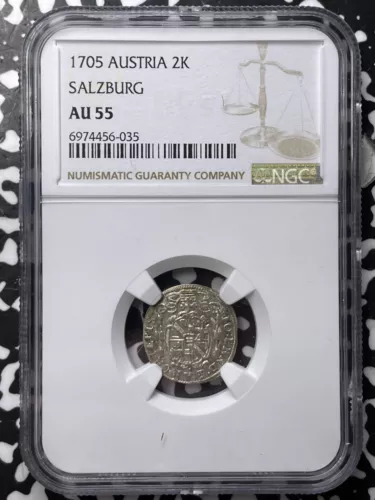 1705 AUSTRIA 2K
SALZBURG
AU 55
6974456-035
NUMISMATIC GUARANTY COMPANY
NGC